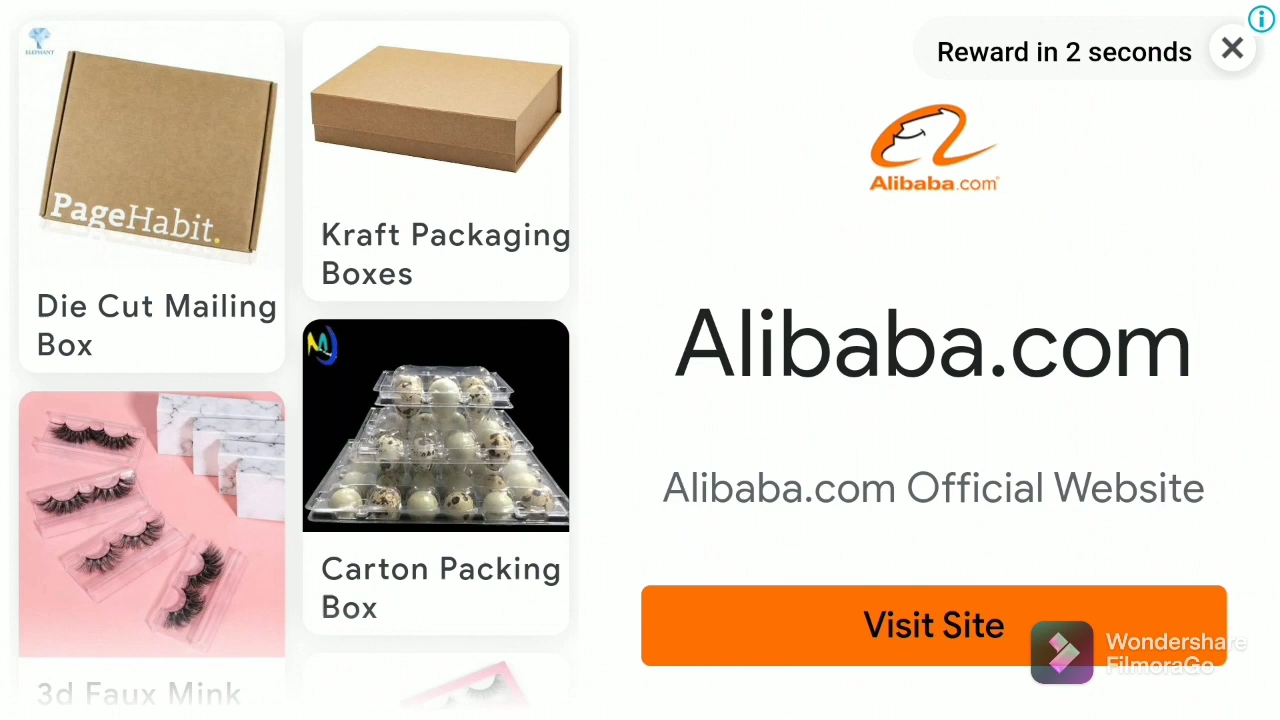 ELEPHANT
PageHabit.
Die Cut Mailing
Box
3d Faux Mink
Kraft Packaging
Boxes
Carton Packing
Box
Reward in 2 seconds
Alibaba.com
Alibaba.com
Alibaba.com Official Website
Visit Site
Wondershare
FilmoraGo